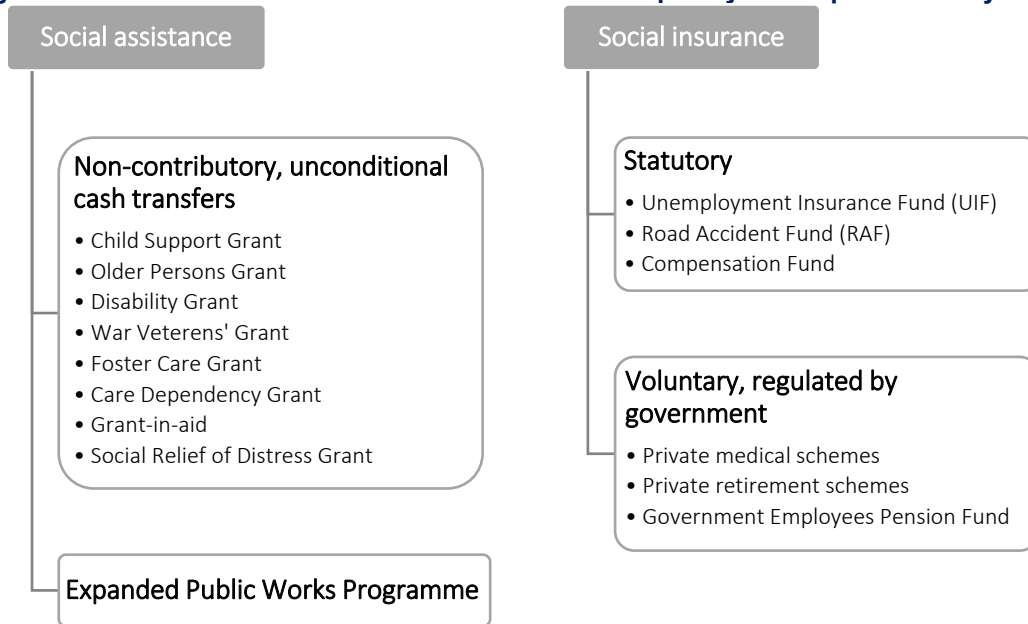 Social assistance
Non-contributory, unconditional
cash transfers
• Child Support Grant
• Older Persons Grant
• Disability Grant
• War Veterens' Grant
• Foster Care Grant
• Care Dependency Grant
• Grant-in-aid
• Social Relief of Distress Grant
Expanded Public Works Programme
Social insurance
Statutory
• Unemployment Insurance Fund (UIF)
• Road Accident Fund (RAF)
• Compensation Fund
Voluntary, regulated by
government
• Private medical schemes
• Private retirement schemes
• Government Employees Pension Fund